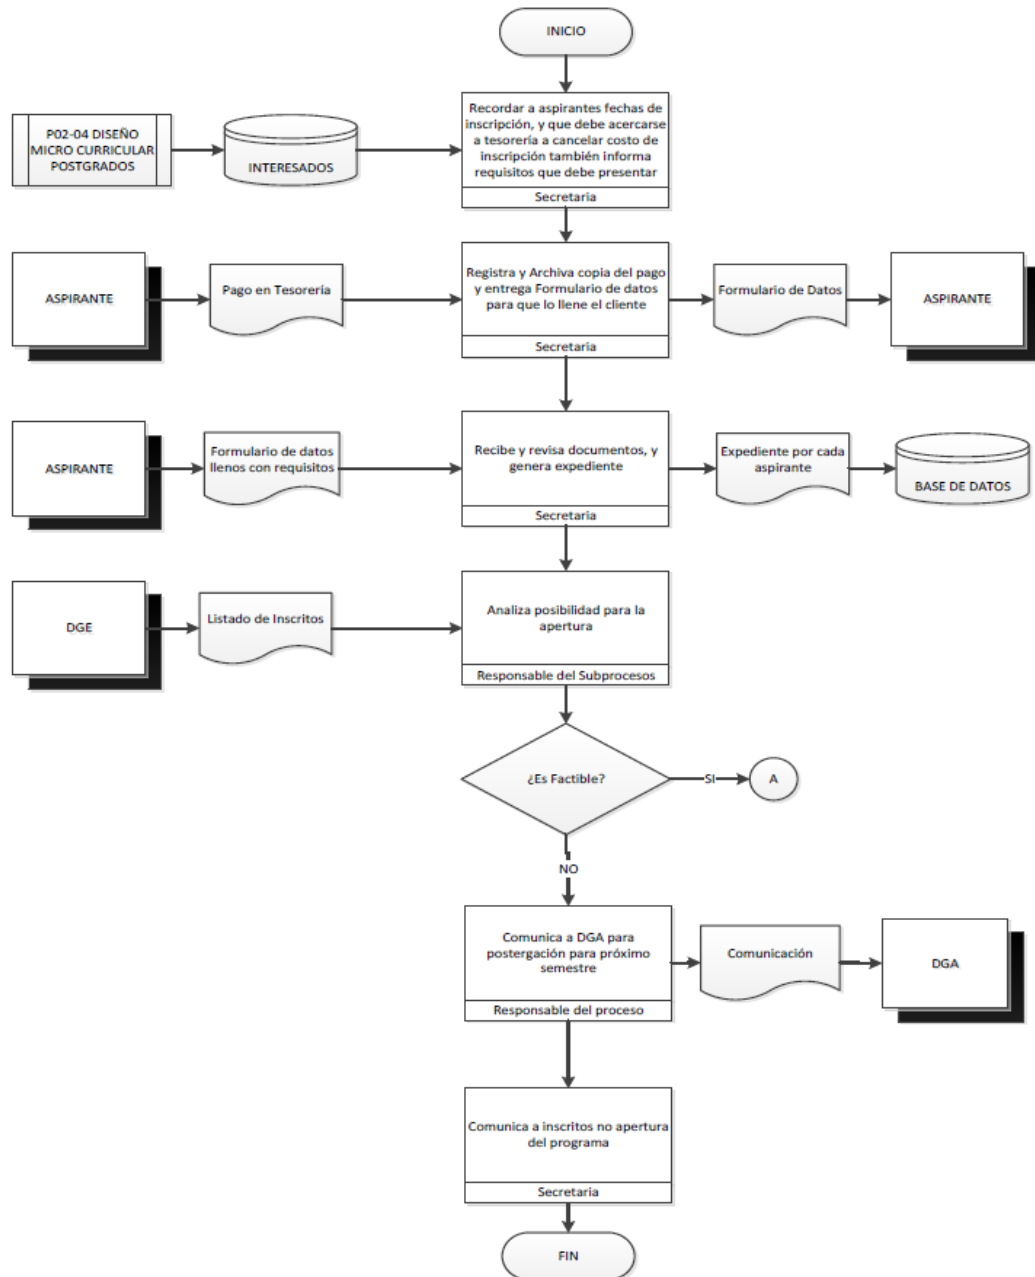 INICIO
P02-04 DISEÑO
MICRO CURRICULAR
POSTGRADOS
INTERESADOS
Recordar a aspirantes fechas de
inscripción, y que debe acercarse
a tesorería a cancelar costo de
inscripción también informa
requisitos que debe presentar
Secretaria
ASPIRANTE
Pago en Tesorería
Registra y Archiva copia del pago
y entrega Formulario de datos
para que lo llene el cliente
Secretaria
Formulario de Datos
ASPIRANTE
ASPIRANTE
Formulario de datos
llenos con requisitos
Recibe y revisa documentos, y
genera expediente
Secretaria
Expediente por cada
aspirante
BASE DE DATOS
DGE
Listado de Inscritos
Analiza posibilidad para la
apertura
Responsable del Subprocesos
¿Es Factible?
SI
A
NO
Comunica a DGA para
postergación para próximo
semestre
Responsable del proceso
Comunicación
DGA
Comunica a inscritos no apertura
del programa
Secretaria
FIN